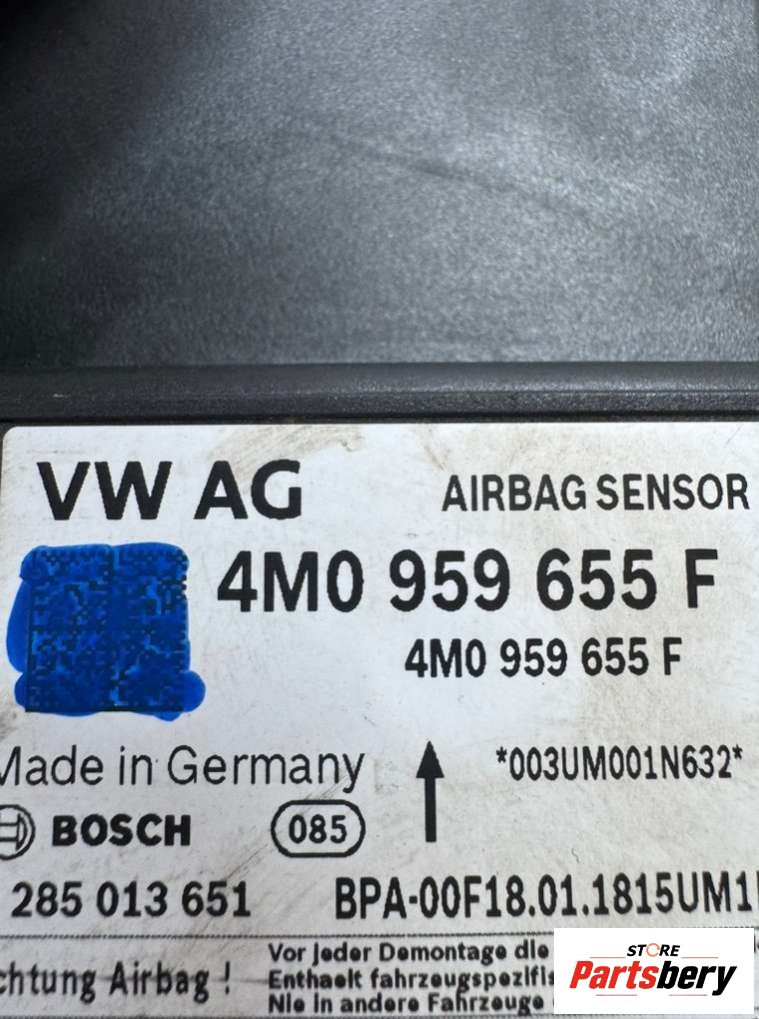 VW AG
AIRBAG SENSOR
4M0 959 655 F
4M0 959 655 F
Made in Germany
*003UM001N632*
BOSCH
085
285 013 651
BPA-00F18.01.1815UM1
chtung Airbag !
Vor Jeder Demontage die
Enthaelt fahrzeugspezifis
Nie in andere Fahrzeuge
STORE
Partsbery